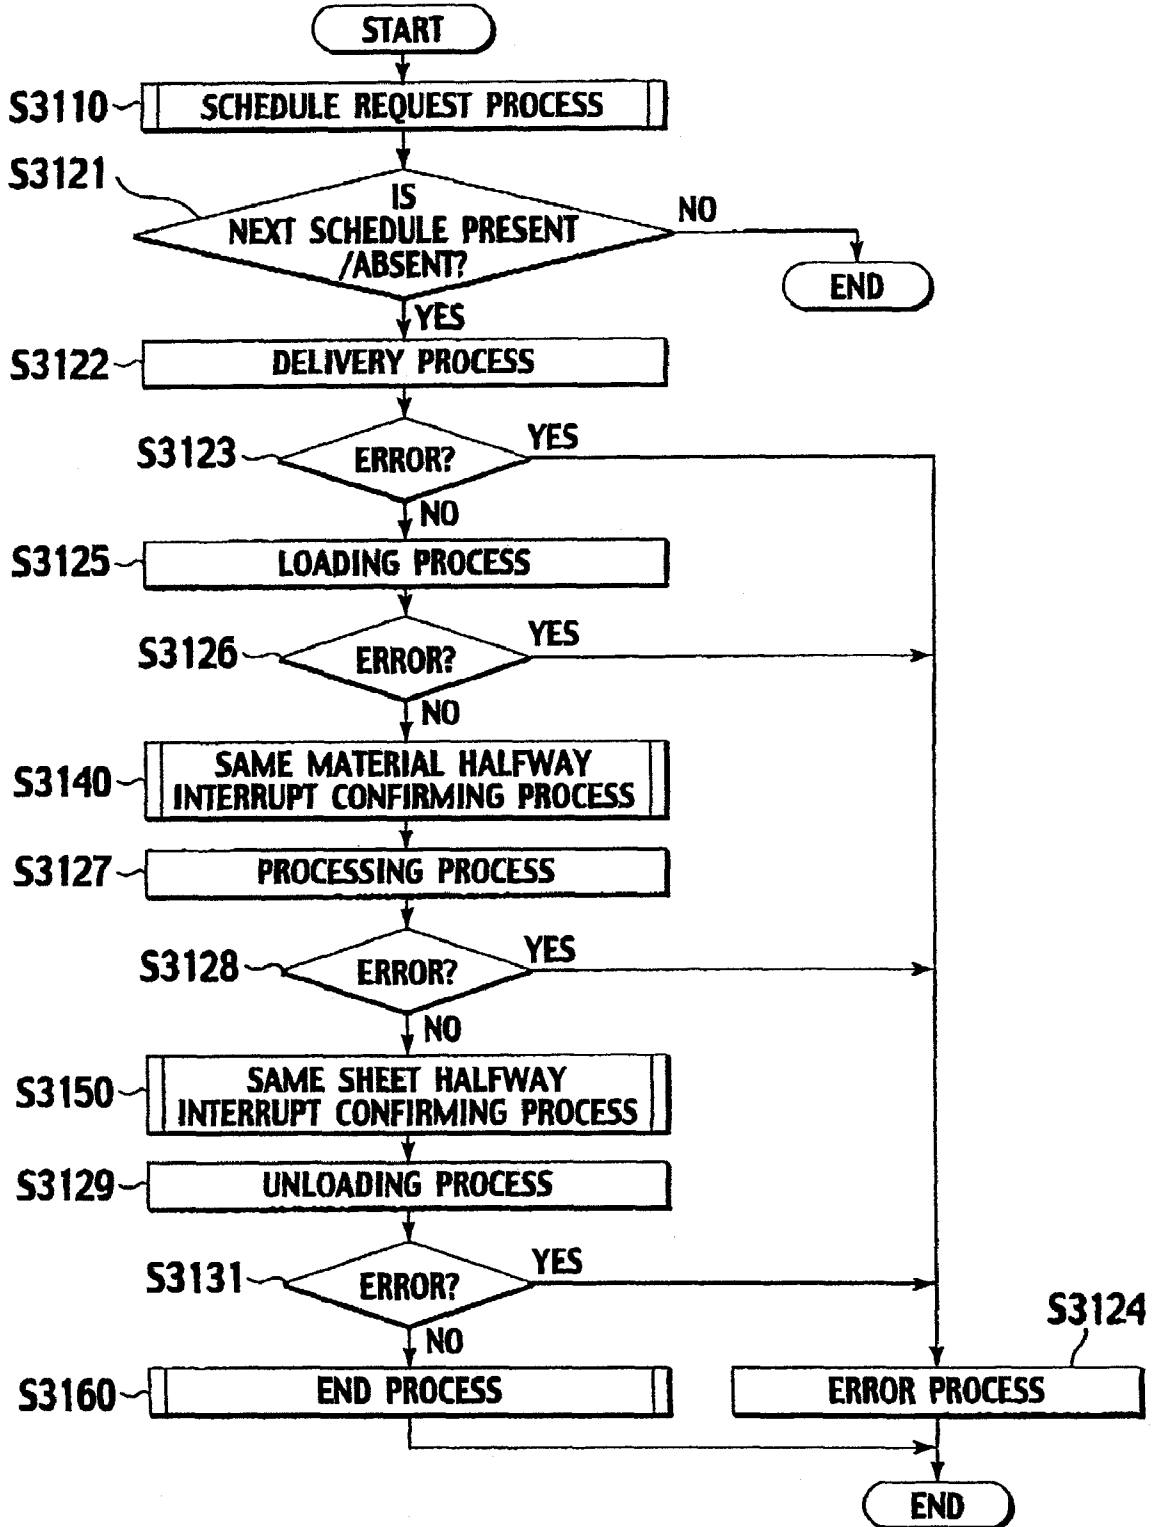 START
S3110
SCHEDULE REQUEST PROCESS
S3121
IS
NEXT SCHEDULE PRESENT
/ABSENT?
NO
END
YES
S3122
DELIVERY PROCESS
S3123
ERROR?
YES
NO
S3125
LOADING PROCESS
S3126
ERROR?
YES
NO
S3140
SAME MATERIAL HALFWAY
INTERRUPT CONFIRMING PROCESS
S3127
PROCESSING PROCESS
S3128
ERROR?
YES
NO
S3150
SAME SHEET HALFWAY
INTERRUPT CONFIRMING PROCESS
S3129
UNLOADING PROCESS
S3131
ERROR?
YES
NO
S3124
S3160
END PROCESS
ERROR PROCESS
END